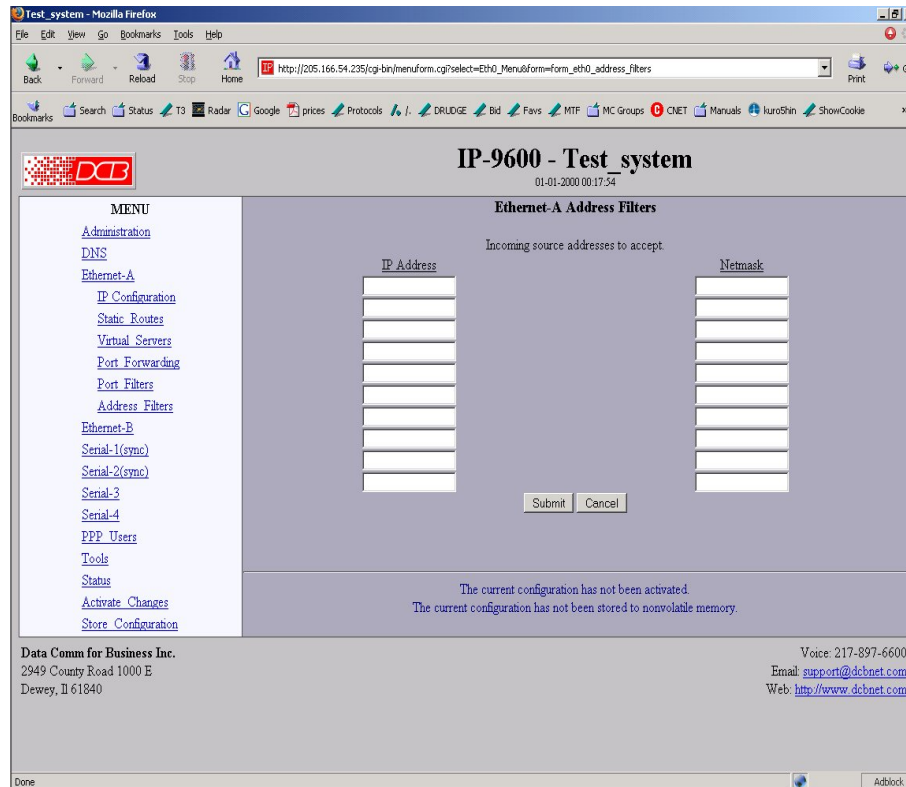 Test_system - Mozilla Firefox
File Edit View Go Bookmarks Tools Help
Back Forward Reload Stop Home
IP http://205.166.54.235/cgi-bin/menuform.cgi?select=Eth0_Menu&form=form_eth0_address_filters
Print
Bookmarks Search Status T3 Radar Google prices Protocols /. DRUDGE Bid Favs MTF MC Groups CNET Manuals kuro5hin ShowCookie
DCB
IP-9600 - Test_system
01-01-2000 00:17:54
MENU
Administration
DNS
Ethernet-A
IP Configuration
Static Routes
Virtual Servers
Port Forwarding
Port Filters
Address Filters
Ethernet-B
Serial-1(sync)
Serial-2(sync)
Serial-3
Serial-4
PPP Users
Tools
Status
Activate Changes
Store Configuration
Ethernet-A Address Filters
Incoming source addresses to accept.
IP Address Netmask
Submit Cancel
The current configuration has not been activated.
The current configuration has not been stored to nonvolatile memory.
Data Comm for Business Inc.
2949 County Road 1000 E
Dewey, Il 61840
Voice: 217-897-6600
Email: support@dcbnet.com
Web: http://www.dcbnet.com
Done
Adblock